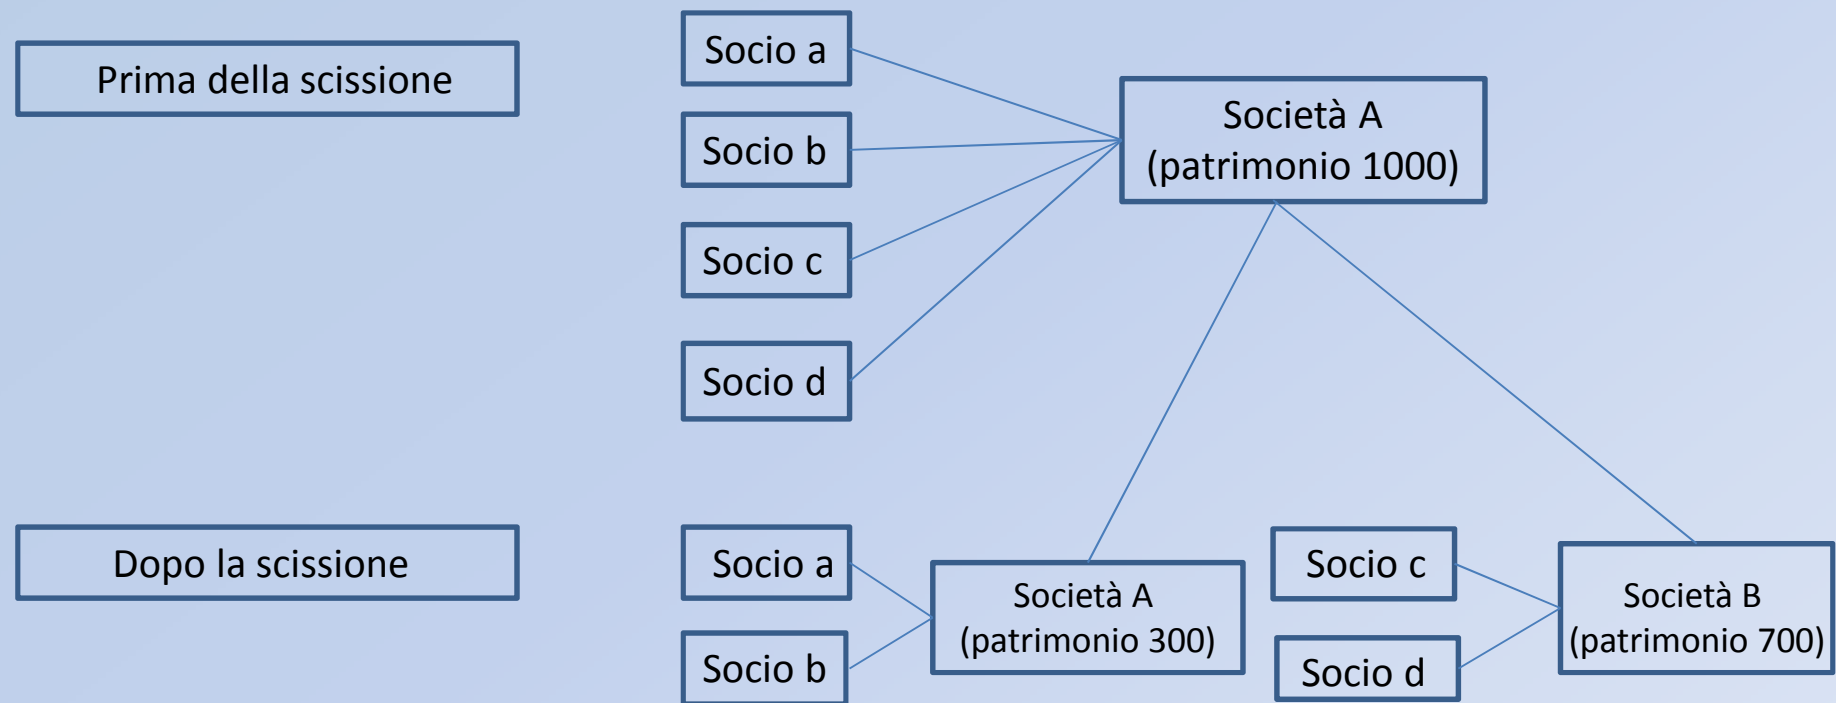 Prima della scissione
Socio a
Socio b
Socio c
Socio d
Società A
(patrimonio 1000)
Dopo la scissione
Socio a
Socio b
Società A
(patrimonio 300)
Socio c
Socio d
Società B
(patrimonio 700)